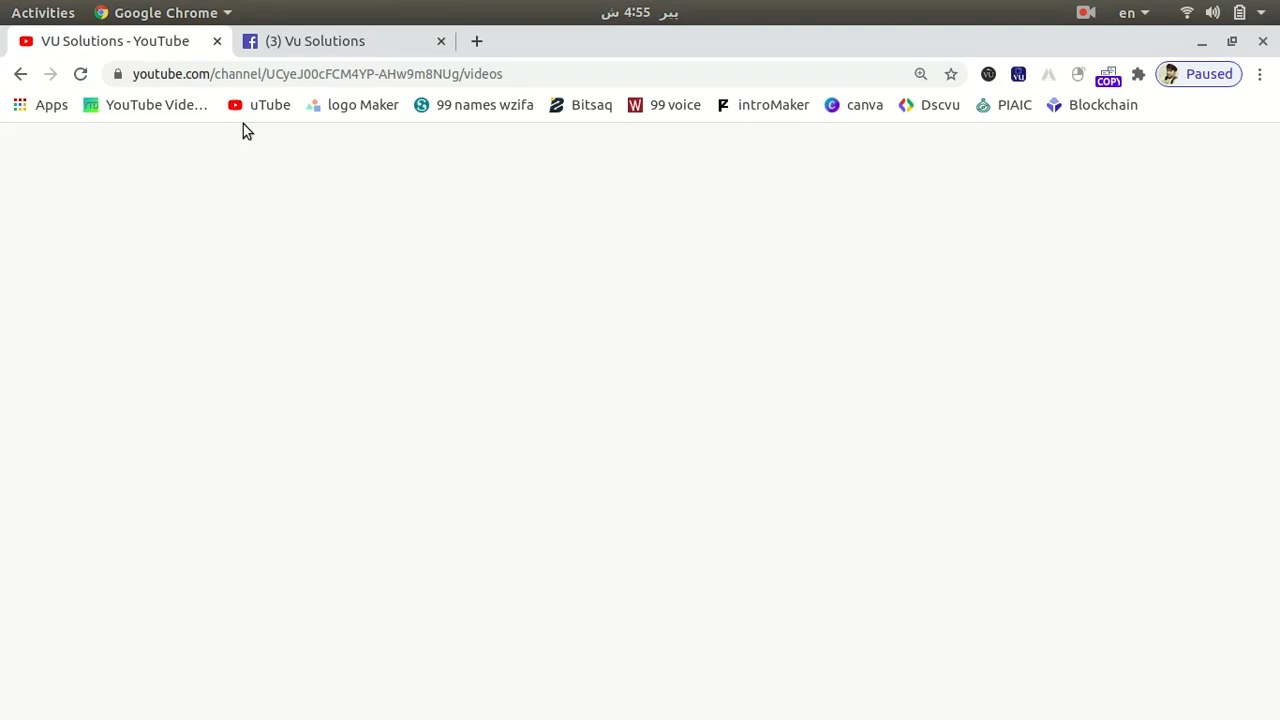 Activities Google Chrome پیر 4:55 ش en
VU Solutions - YouTube (3) Vu Solutions
youtube.com/channel/UCyeJ00cFCM4YP-AHw9m8NUg/videos COPY Paused
Apps YouTube Vide... uTube logo Maker 99 names wzifa Bitsaq 99 voice introMaker canva Dscvu PIAIC Blockchain